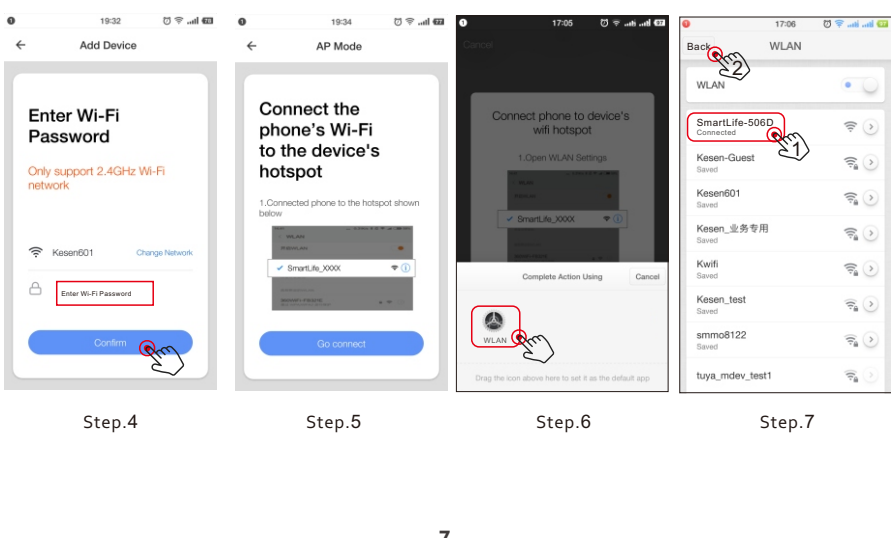 19:32
78
Add Device
Enter Wi-Fi
Password
Only support 2.4GHz Wi-Fi
network
Kesen601
Change Network
Enter Wi-Fi Password
Confirm
Step.4
19:34
77
AP Mode
Connect the
phone's Wi-Fi
to the device's
hotspot
1.Connected phone to the hotspot shown
below
WLAN
SmartLife_XXXX
Go connect
Step.5
17:05
Cancel
Connect phone to device's
wifi hotspot
1.Open WLAN Settings
WLAN
SmartLife_XXXX
Complete Action Using
Cancel
WLAN
Drag the icon above here to set it as the default app
Step.6
17:06
Back
WLAN
2
WLAN
SmartLife-506D
Connected
1
Kesen-Guest
Saved
Kesen601
Saved
Kesen_业务专用
Saved
Kwifi
Saved
Kesen_test
Saved
smmo8122
Saved
tuya_mdev_test1
Step.7
7